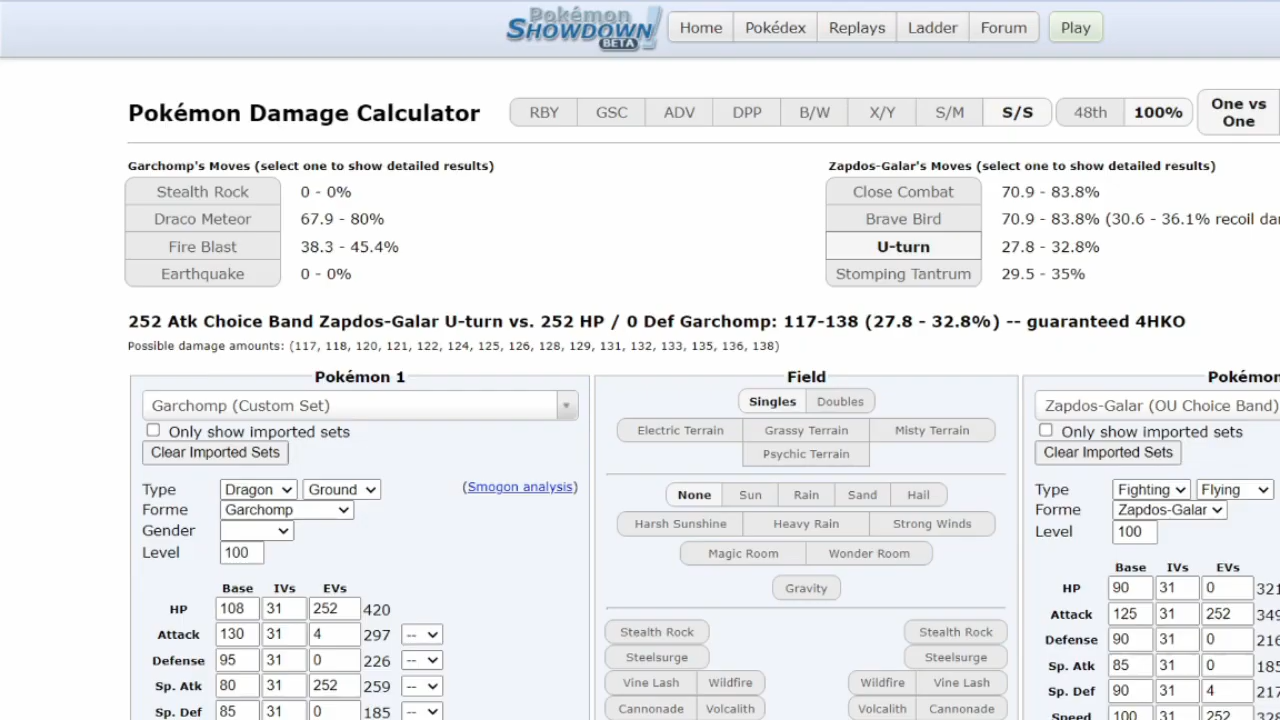 Pokémon
SHOWDOWN!
BETA
Home Pokédex Replays Ladder Forum Play
Pokémon Damage Calculator RBY GSC ADV DPP B/W X/Y S/M S/S 48th 100% One vs One
Garchomp's Moves (select one to show detailed results) Zapdos-Galar's Moves (select one to show detailed results)
Stealth Rock 0 - 0% Close Combat 70.9 - 83.8%
Draco Meteor 67.9 - 80% Brave Bird 70.9 - 83.8% (30.6 - 36.1% recoil da
Fire Blast 38.3 - 45.4% U-turn 27.8 - 32.8%
Earthquake 0 - 0% Stomping Tantrum 29.5 - 35%
252 Atk Choice Band Zapdos-Galar U-turn vs. 252 HP / 0 Def Garchomp: 117-138 (27.8 - 32.8%) -- guaranteed 4HKO
Possible damage amounts: (117, 118, 120, 121, 122, 124, 125, 126, 128, 129, 131, 132, 133, 135, 136, 138)
Pokémon 1 Field Pokémon
Garchomp (Custom Set) Singles Doubles Zapdos-Galar (OU Choice Band)
Only show imported sets Electric Terrain Grassy Terrain Misty Terrain Only show imported sets
Clear Imported Sets Psychic Terrain Clear Imported Sets
Type Dragon Ground (Smogon analysis) None Sun Rain Sand Hail Type Fighting Flying
Forme Garchomp Harsh Sunshine Heavy Rain Strong Winds Forme Zapdos-Galar
Gender Level 100
Level 100 Magic Room Wonder Room
Base IVs EVs Gravity Base IVs EVs
HP 108 31 252 420 HP 90 31 0 321
Attack 130 31 4 297 -- Stealth Rock Stealth Rock Attack 125 31 252 349
Defense 95 31 0 226 -- Steelsurge Steelsurge Defense 90 31 0 216
Sp. Atk 80 31 252 259 -- Vine Lash Wildfire Wildfire Vine Lash Sp. Atk 85 31 0 185
Sp. Def 85 31 0 185 -- Cannonade Volcalith Volcalith Cannonade Sp. Def 90 31 4 217
Speed 100 31 252 328